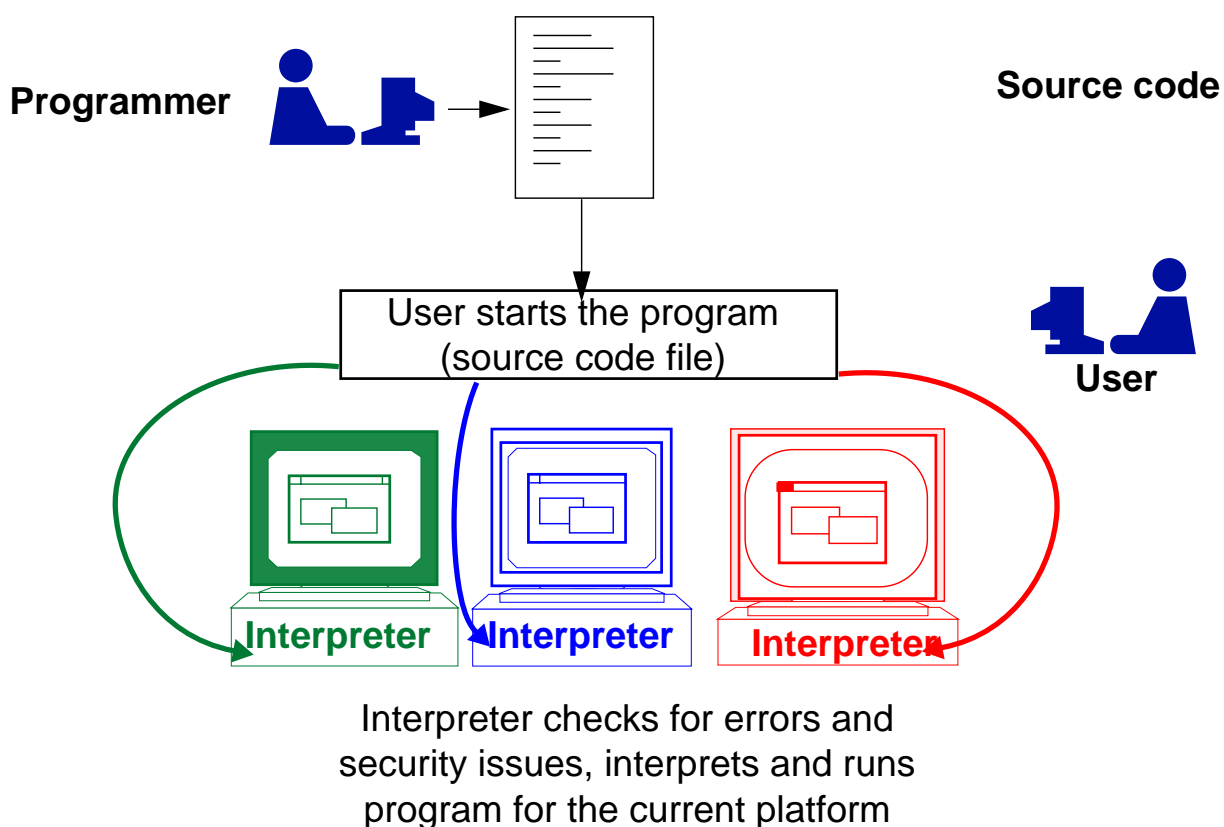 Programmer
Source code
User starts the program
(source code file)
User
Interpreter
Interpreter
Interpreter
Interpreter checks for errors and
security issues, interprets and runs
program for the current platform